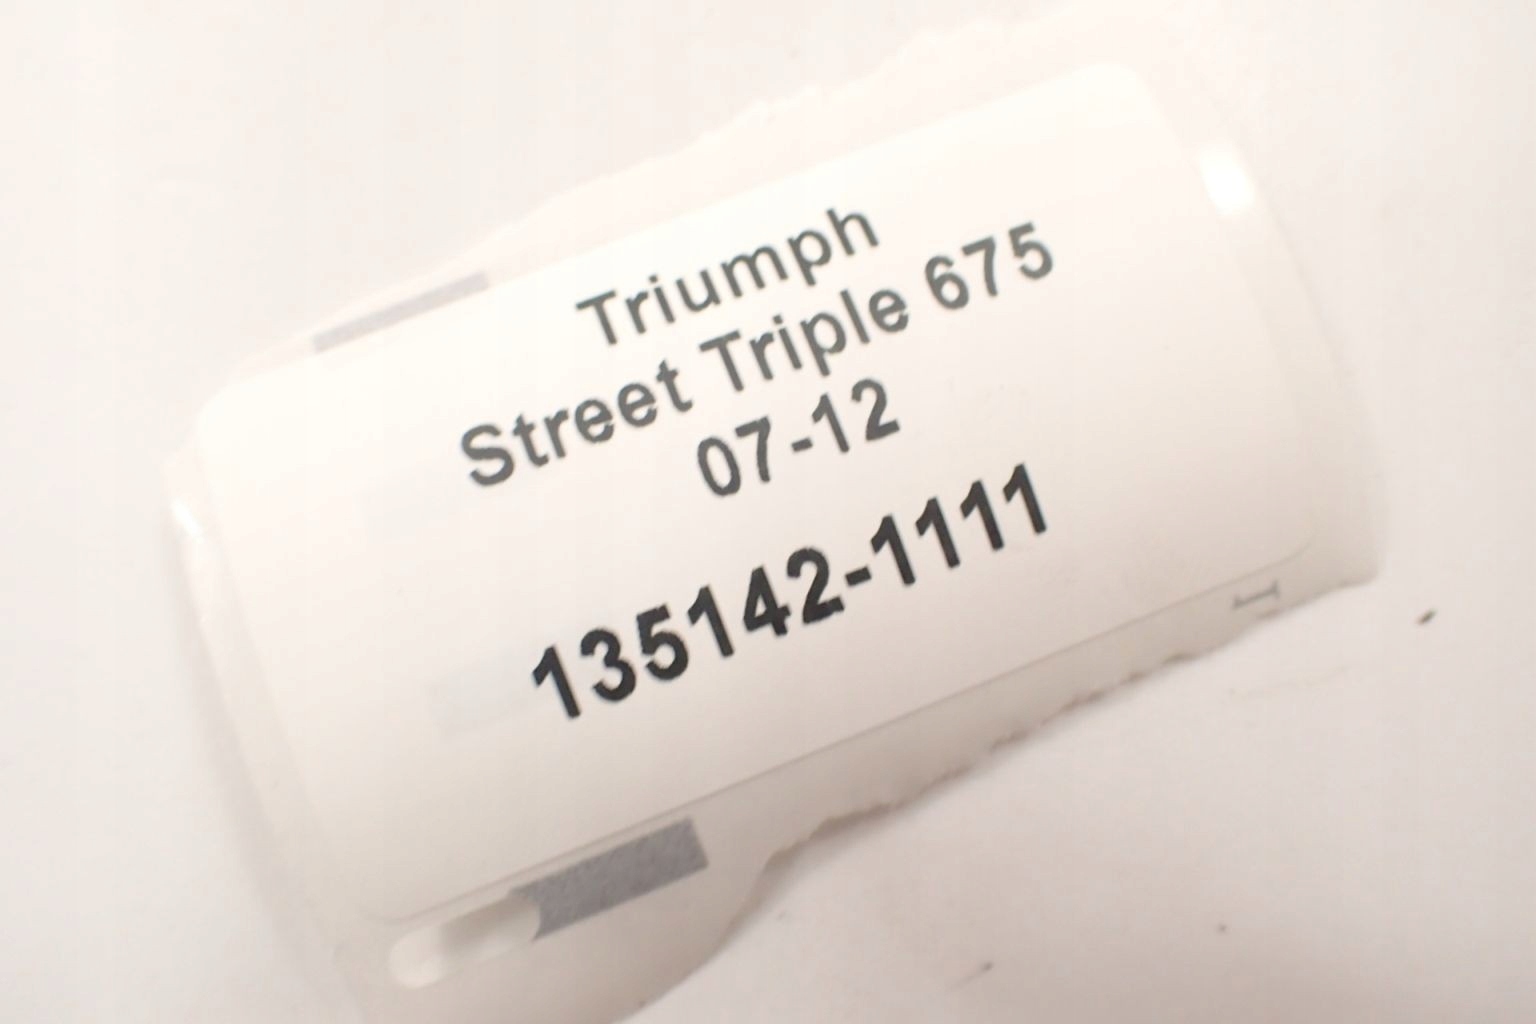 Triumph
Street Triple 675
07-12
135142-1111